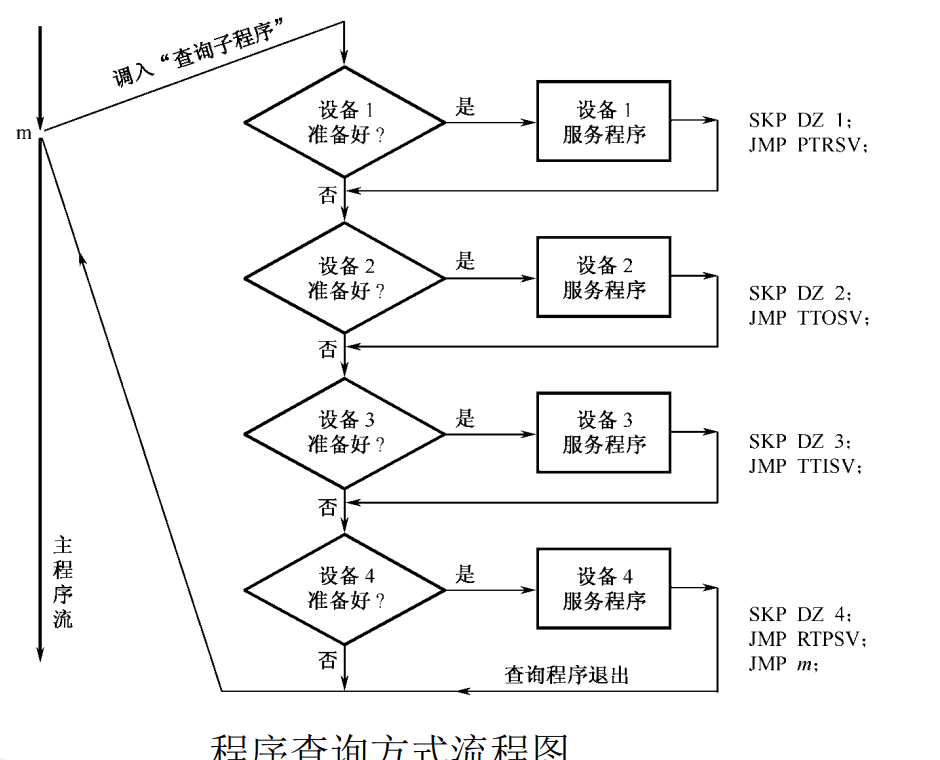 调入“查询子程序”
m
设备 1
准备好?
是
设备 1
服务程序
SKP DZ 1;
JMP PTRSV;
否
设备 2
准备好?
是
设备 2
服务程序
SKP DZ 2;
JMP TTOSV;
否
设备 3
准备好?
是
设备 3
服务程序
SKP DZ 3;
JMP TTISV;
否
主程序流
设备 4
准备好?
是
设备 4
服务程序
SKP DZ 4;
JMP RTPSV;
JMP m;
否
查询程序退出
程序查询方式流程图